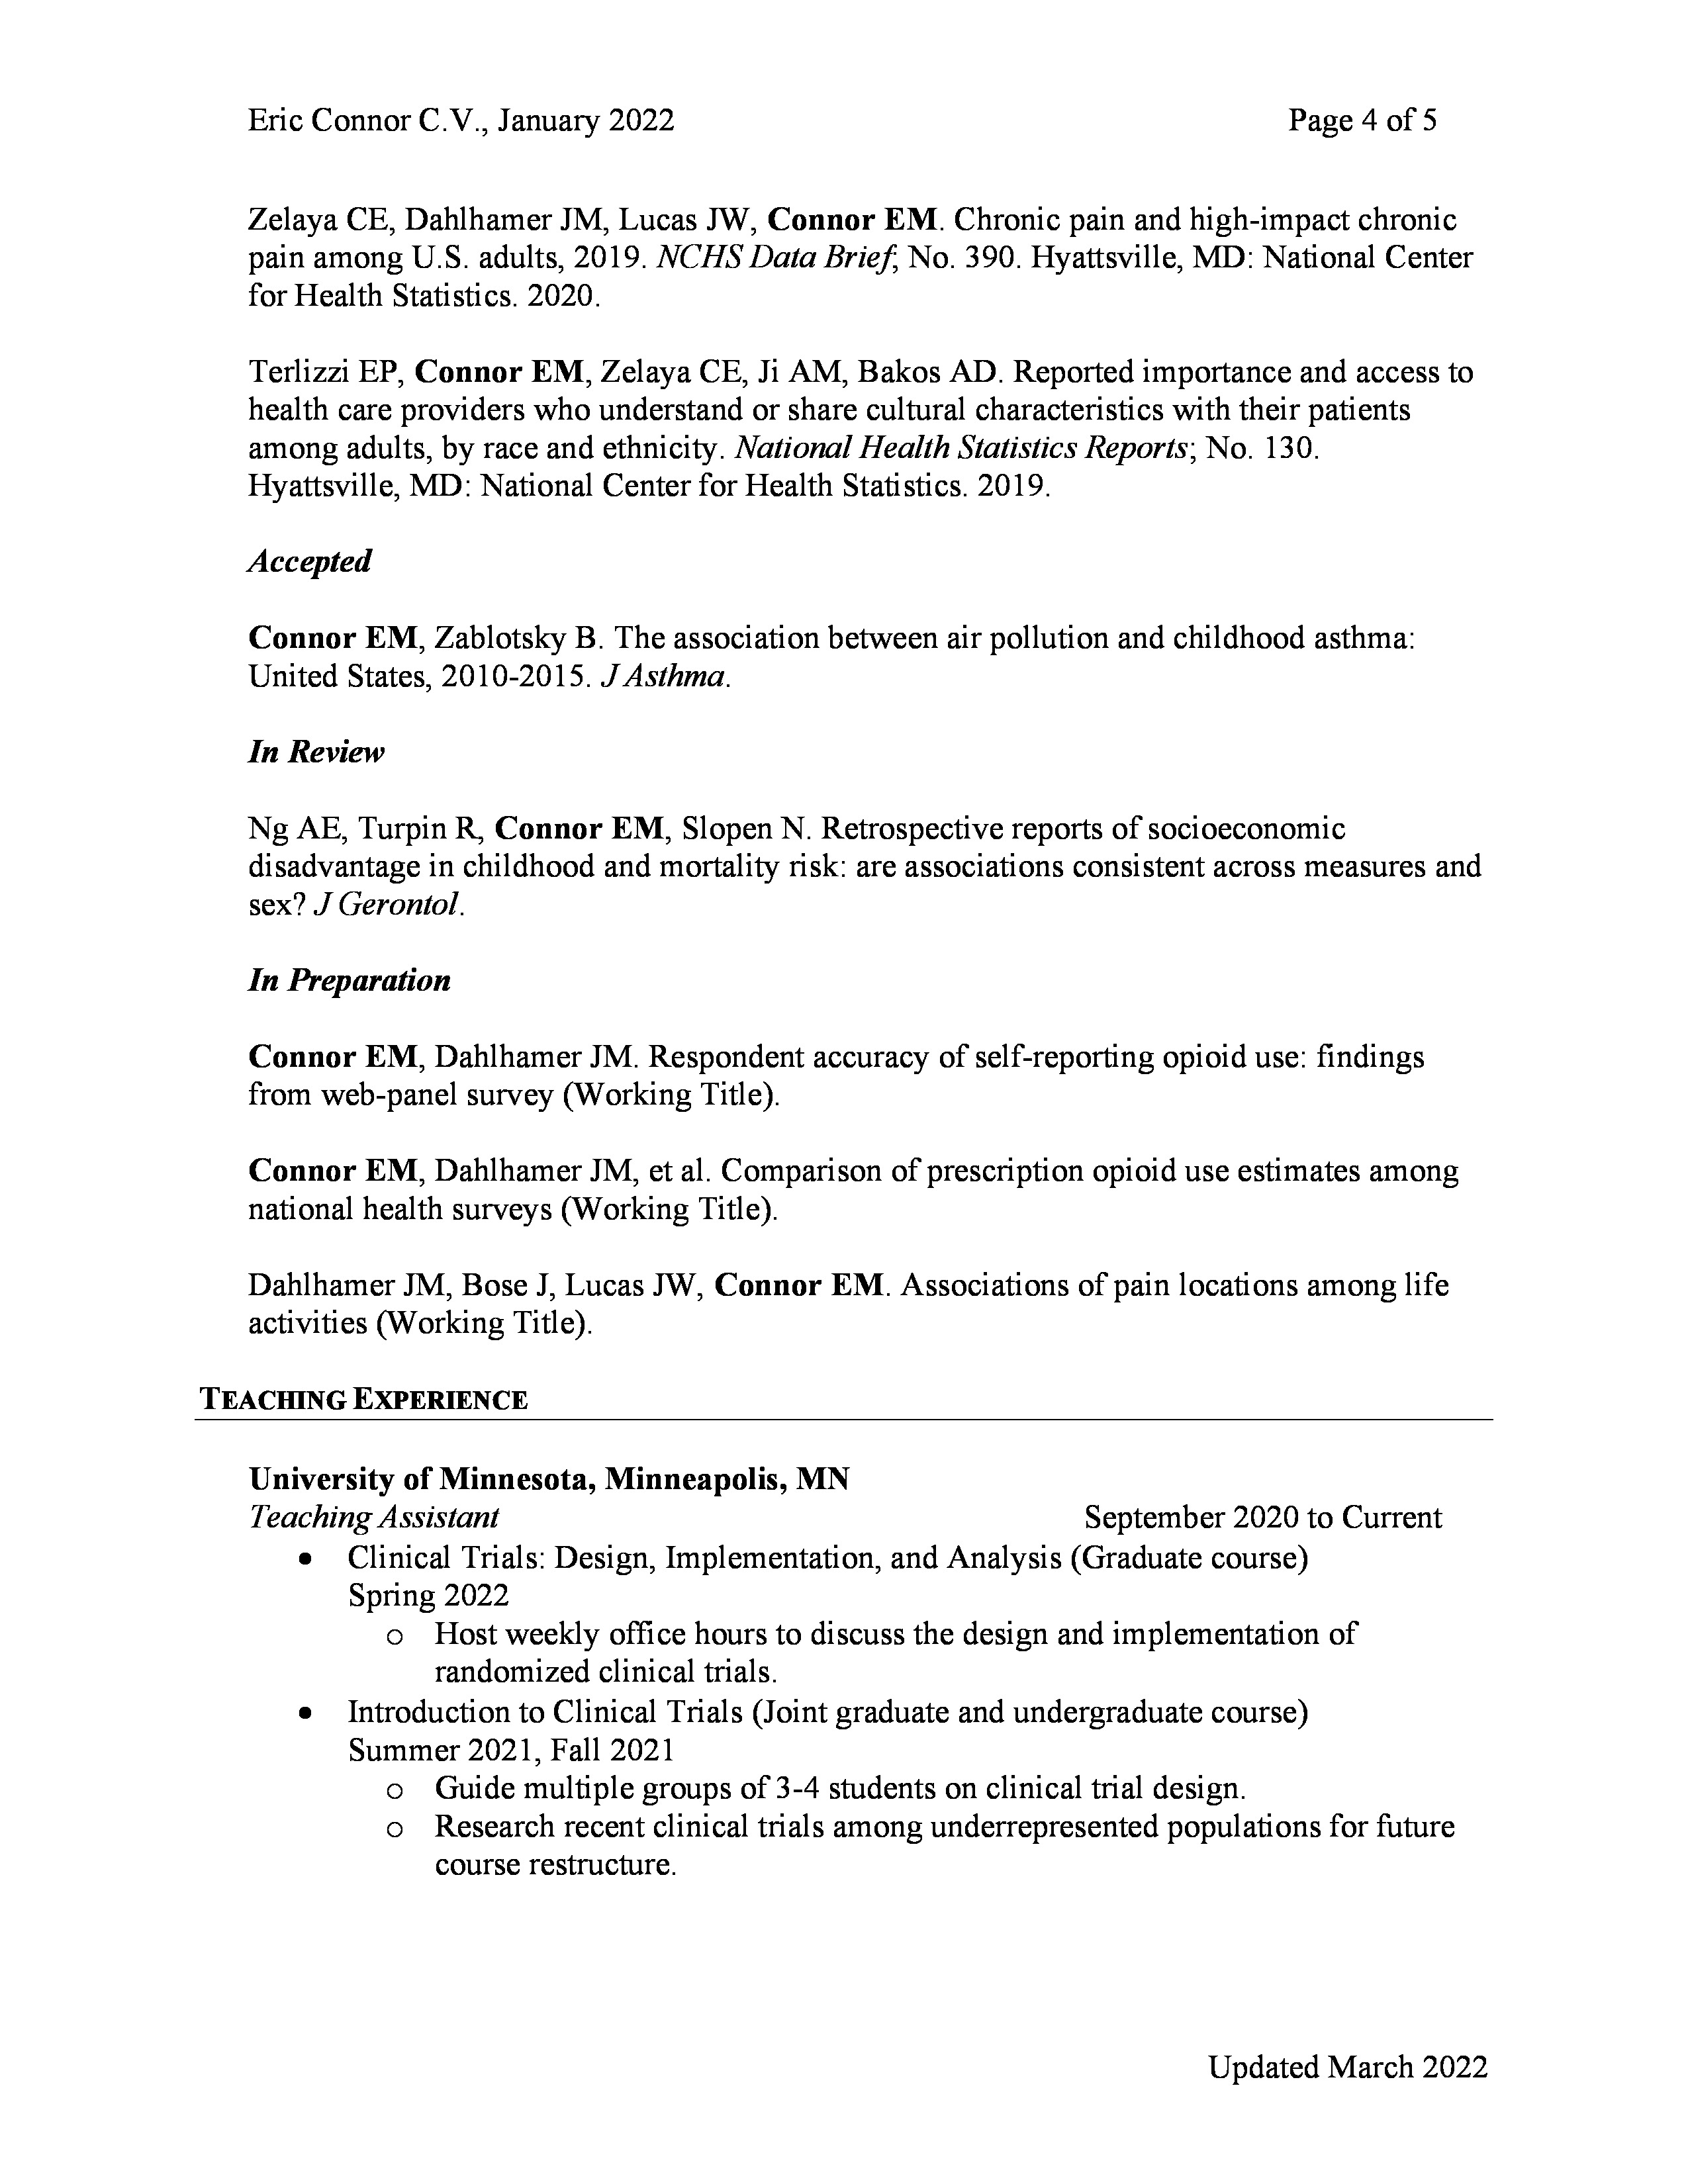 Eric Connor C.V., January 2022 Page 4 of 5
Zelaya CE, Dahlhamer JM, Lucas JW, Connor EM. Chronic pain and high-impact chronic
pain among U.S. adults, 2019. NCHS Data Brief; No. 390. Hyattsville, MD: National Center
for Health Statistics. 2020.
Terlizzi EP, Connor EM, Zelaya CE, Ji AM, Bakos AD. Reported importance and access to
health care providers who understand or share cultural characteristics with their patients
among adults, by race and ethnicity. National Health Statistics Reports; No. 130.
Hyattsville, MD: National Center for Health Statistics. 2019.
Accepted
Connor EM, Zablotsky B. The association between air pollution and childhood asthma:
United States, 2010-2015. J Asthma.
In Review
Ng AE, Turpin R, Connor EM, Slopen N. Retrospective reports of socioeconomic
disadvantage in childhood and mortality risk: are associations consistent across measures and
sex? J Gerontol.
In Preparation
Connor EM, Dahlhamer JM. Respondent accuracy of self-reporting opioid use: findings
from web-panel survey (Working Title).
Connor EM, Dahlhamer JM, et al. Comparison of prescription opioid use estimates among
national health surveys (Working Title).
Dahlhamer JM, Bose J, Lucas JW, Connor EM. Associations of pain locations among life
activities (Working Title).
TEACHING EXPERIENCE
University of Minnesota, Minneapolis, MN
Teaching Assistant September 2020 to Current
• Clinical Trials: Design, Implementation, and Analysis (Graduate course)
Spring 2022
o Host weekly office hours to discuss the design and implementation of
randomized clinical trials.
• Introduction to Clinical Trials (Joint graduate and undergraduate course)
Summer 2021, Fall 2021
o Guide multiple groups of 3-4 students on clinical trial design.
o Research recent clinical trials among underrepresented populations for future
course restructure.
Updated March 2022